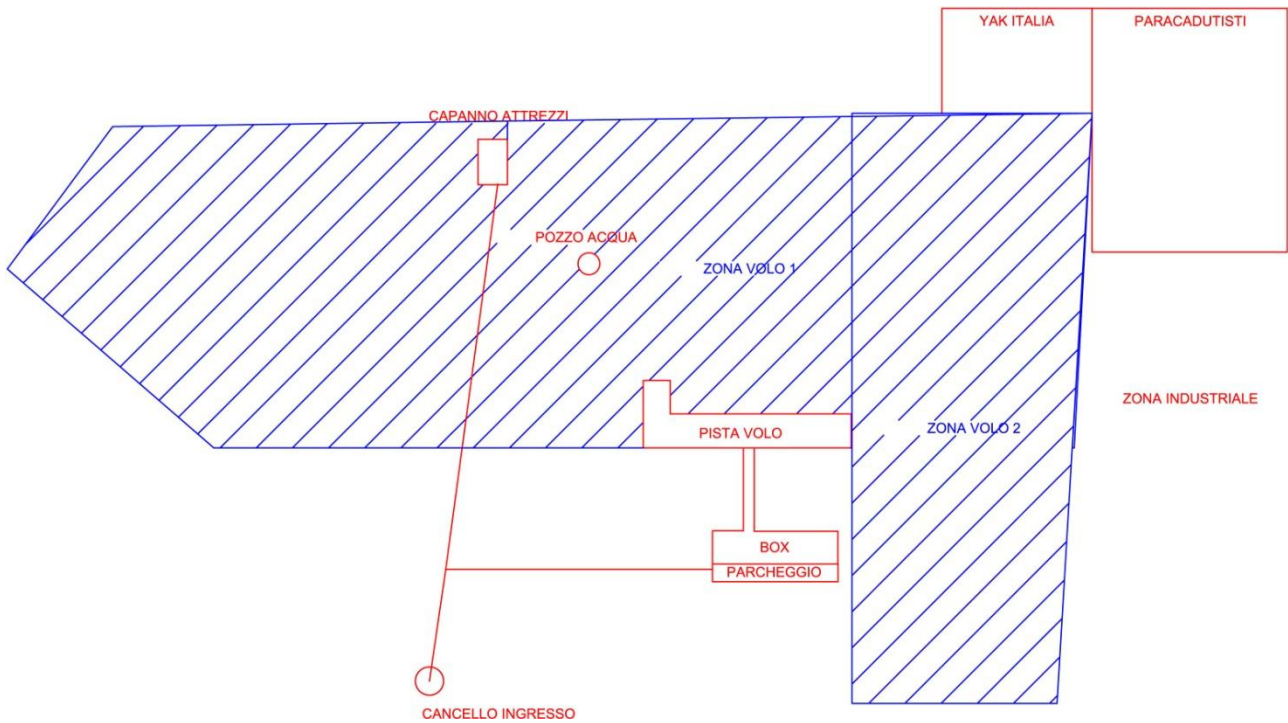 YAK ITALIA
PARACADUTISTI
CAPANNO ATTREZZI
POZZO ACQUA
ZONA VOLO 1
ZONA INDUSTRIALE
ZONA VOLO 2
PISTA VOLO
BOX
PARCHEGGIO
CANCELLO INGRESSO